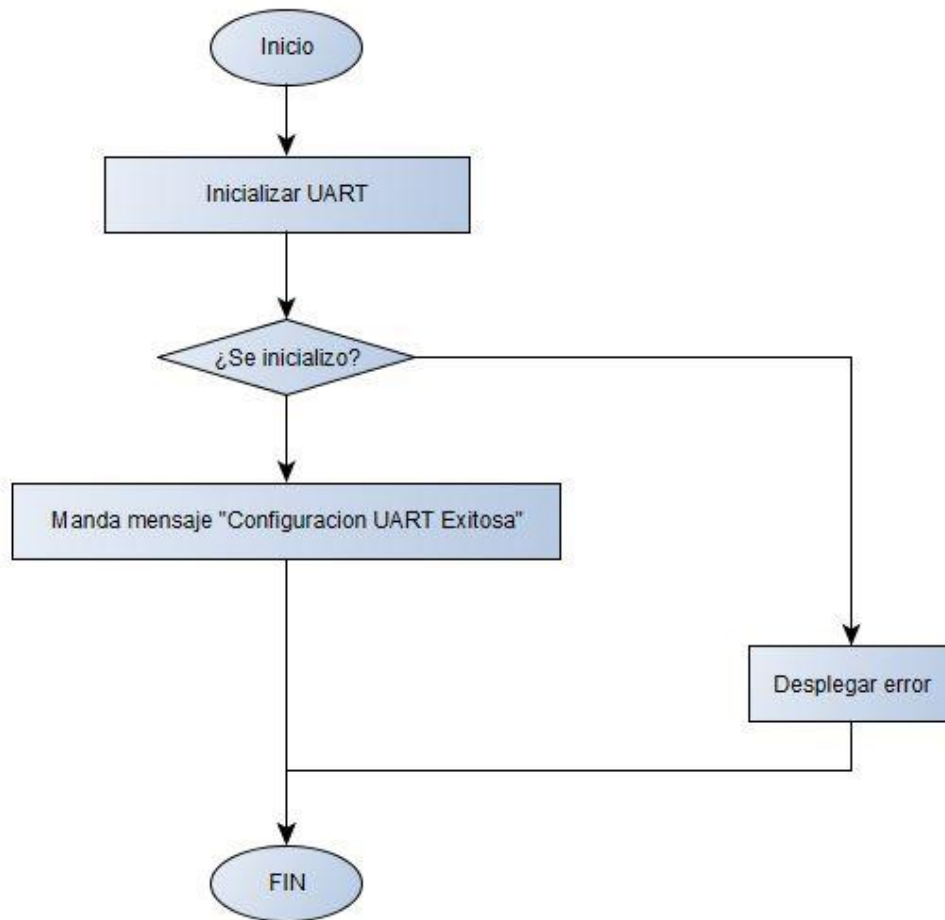 Inicio
Inicializar UART
¿Se inicializo?
Manda mensaje "Configuracion UART Exitosa"
Desplegar error
FIN